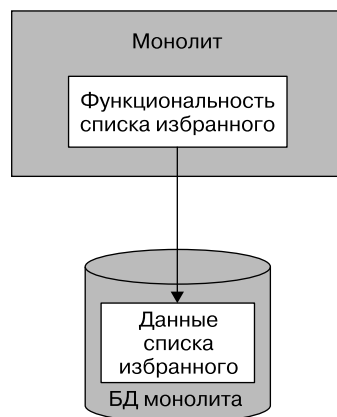 Монолит
Функциональность
списка избранного
Данные
списка
избранного
БД монолита